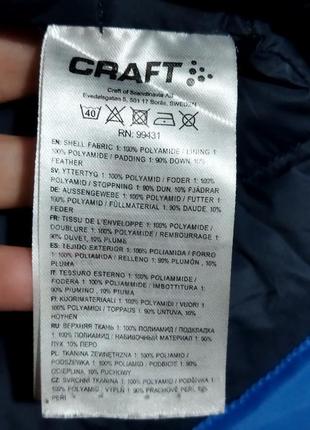 CRAFT
Craft of Scandinavia AB
Evedalsgatan 5, 501 17 Borås, SWEDEN
40
RN: 99431
EN: SHELL FABRIC 1: 100% POLYAMIDE / LINING 1:
100% POLYAMIDE / PADDING 1: 90% DOWN, 10%
FEATHER
SV: YTTERTYG 1: 100% POLYAMID / FODER 1: 100%
POLYAMID / STOPPNING 1: 90% DUN, 10% FJÄDRAR
DE: AUSSENGEWEBE 1: 100% POLYAMID / FUTTER 1:
100% POLYAMID / FÜLLMATERIAL 1: 90% DAUDE, 10%
FEDER
FR: TISSU DE L'ENVELOPPE 1: 100% POLYAMIDE /
DOUBLURE 1: 100% POLYAMIDE / REMBOURRAGE 1:
90% DUVET, 10% PLUME
ES: TEJIDO EXTERIOR 1: 100% POLIAMIDA / FORRO
1: 100% POLIAMIDA / RELLENO 1: 90% PLUMÓN, 10%
PLUMA
IT: TESSUTO ESTERNO 1: 100% POLIAMMIDE /
FODERA 1: 100% POLIAMMIDE / IMBOTTITURA 1:
90% PIUMINO, 10% PIUMA
FI: KUORIMATERIAALI 1: 100% POLYAMIDI / VUORI 1:
100% POLYAMIDI / TOPPAUS 1: 90% UNTUVA, 10%
HÖYHEN
RU: ВЕРХНЯЯ ТКАНЬ 1: 100% ПОЛИАМИД / ПОДКЛАДКА
1: 100% ПОЛИАМИД / НАБИВОЧНЫЙ МАТЕРИАЛ 1: 90%
ПУХ, 10% ПЕРО
PL: TKANINA ZEWNĘTRZNA 1: 100% POLIAMID /
PODSZEWKA 1: 100% POLIAMID / PODBICIE 1: 90%
OCIEPLINA, 10% PUCHOWY
CZ: SVRCHNÍ TKANINA 1: 100% POLYAMID / PODŠÍVKA
1: 100% POLYAMID / 1: 90% PRACHOVÉ PEŘÍ, 10%